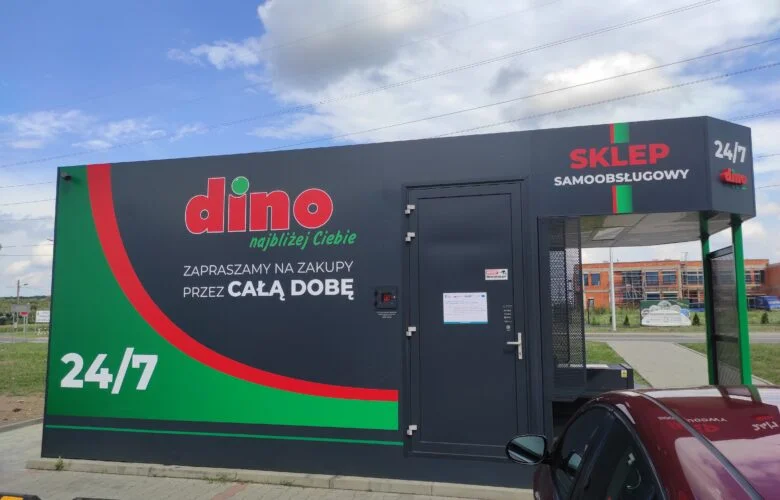 dino
najbliżej Ciebie
ZAPRASZAMY NA ZAKUPY
PRZEZ CAŁĄ DOBĘ
24/7
SKLEP
SAMOOBSŁUGOWY
24/7
dino